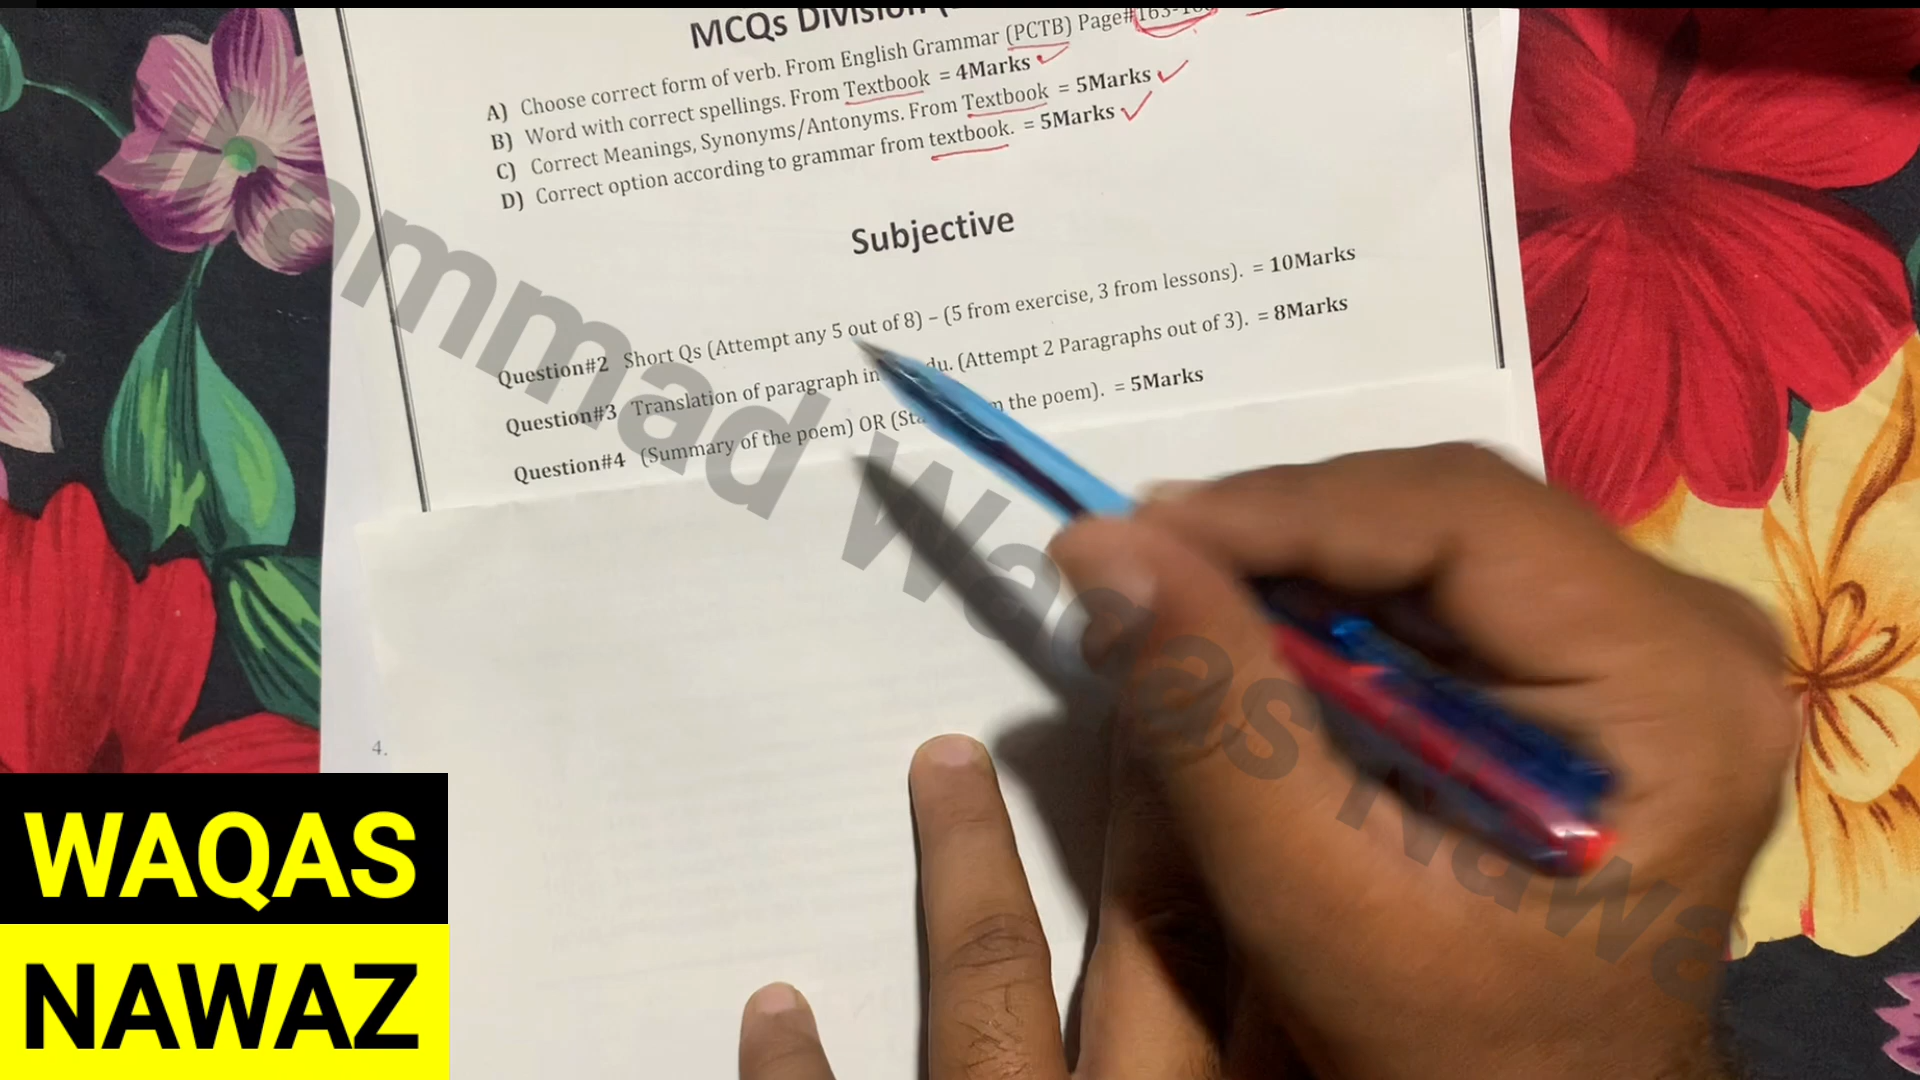 MCQs Division
A) Choose correct form of verb. From English Grammar (PCTB) Page#163-
B) Word with correct spellings. From Textbook = 4Marks
C) Correct Meanings, Synonyms/Antonyms. From Textbook = 5Marks
D) Correct option according to grammar from textbook. = 5Marks
Subjective
Question#2 Short Qs (Attempt any 5 out of 8) – (5 from exercise, 3 from lessons). = 10Marks
Question#3 Translation of paragraph in du. (Attempt 2 Paragraphs out of 3). = 8Marks
Question#4 (Summary of the poem) OR (Sta the poem). = 5Marks
4.
Hammad Waqas Nawa
WAQAS
NAWAZ